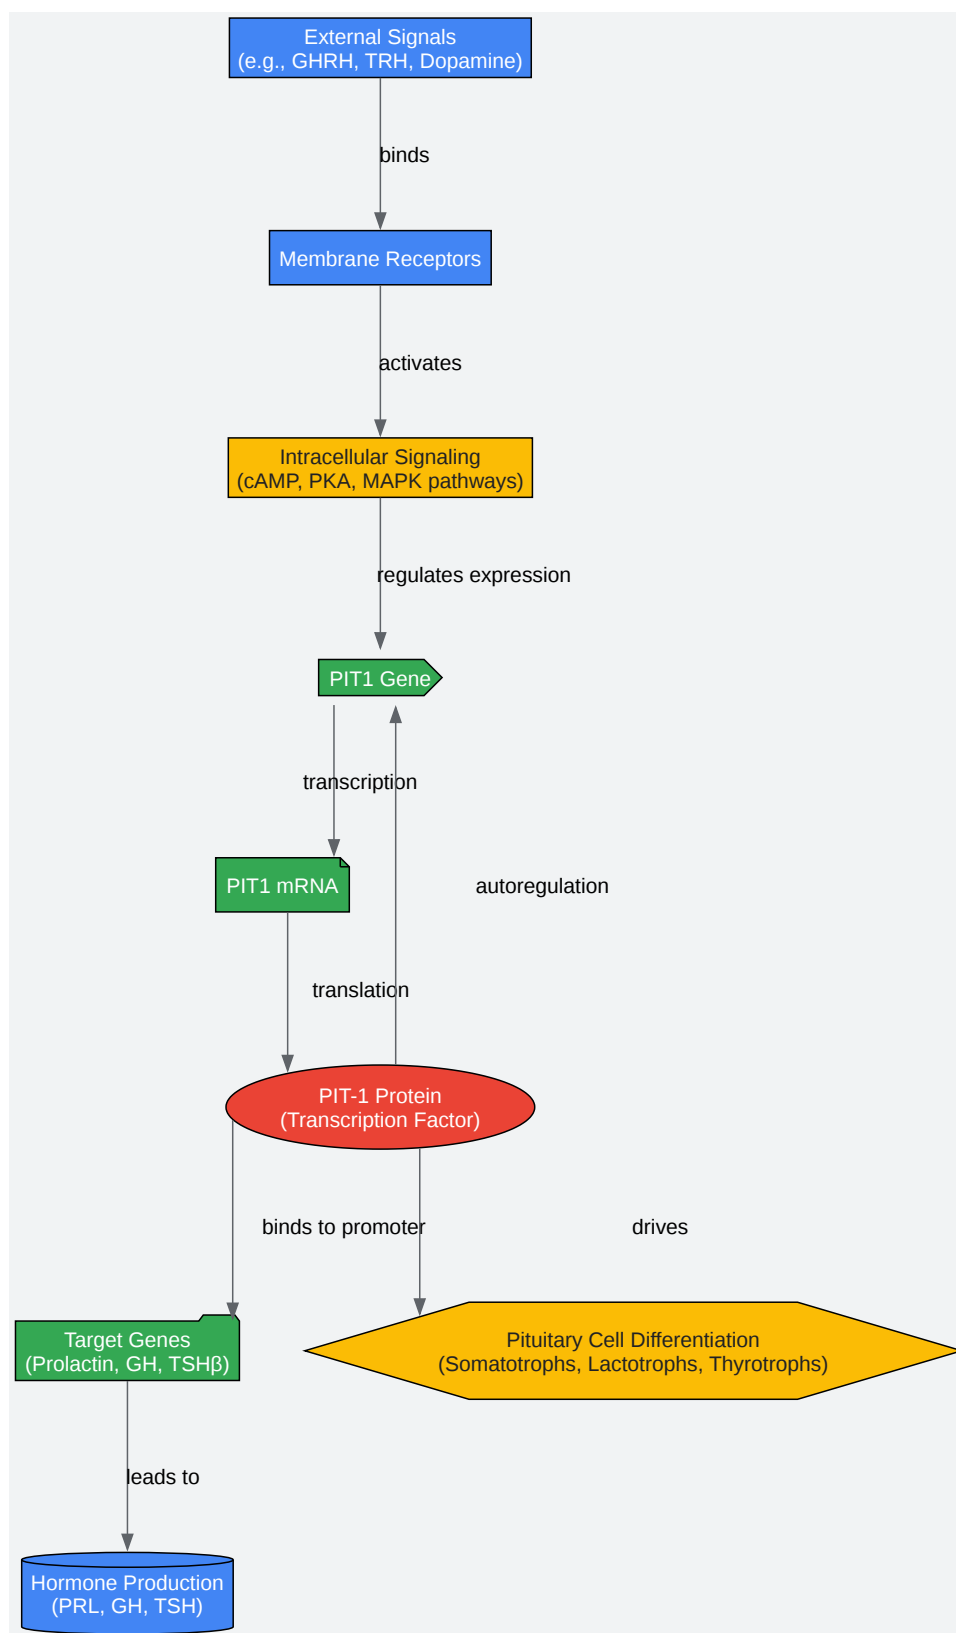 External Signals
(e.g., GHRH, TRH, Dopamine)
binds
Membrane Receptors
activates
Intracellular Signaling
(cAMP, PKA, MAPK pathways)
regulates expression
PIT1 Gene
transcription
PIT1 mRNA
autoregulation
translation
PIT-1 Protein
(Transcription Factor)
binds to promoter
drives
Target Genes
(Prolactin, GH, TSHβ)
Pituitary Cell Differentiation
(Somatotrophs, Lactotrophs, Thyrotrophs)
leads to
Hormone Production
(PRL, GH, TSH)